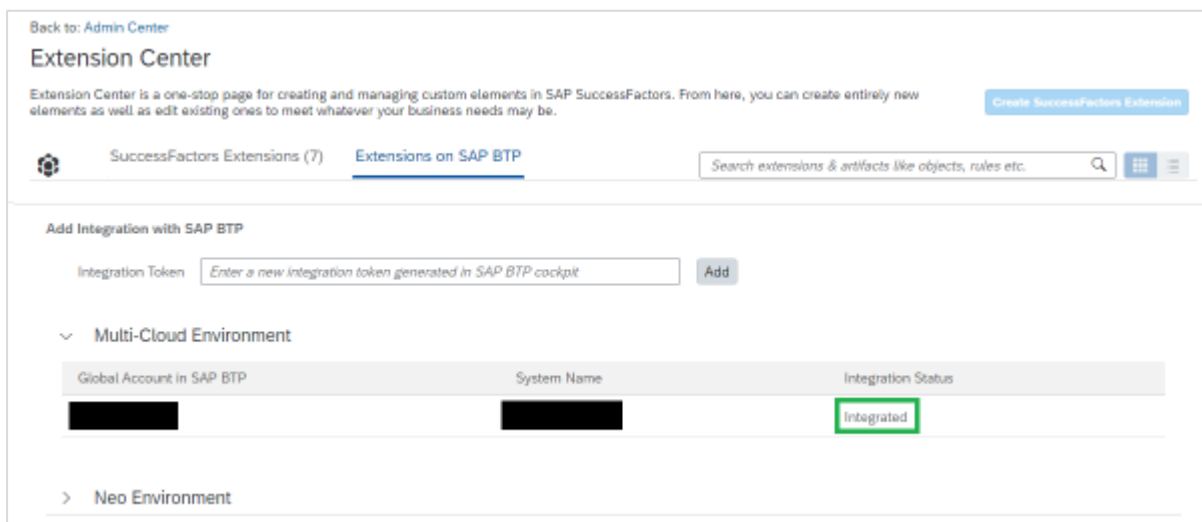 Back to: Admin Center
Extension Center
Extension Center is a one-stop page for creating and managing custom elements in SAP SuccessFactors. From here, you can create entirely new
elements as well as edit existing ones to meet whatever your business needs may be.
Create SuccessFactors Extension
SuccessFactors Extensions (7) Extensions on SAP BTP
Search extensions & artifacts like objects, rules etc.
Add Integration with SAP BTP
Integration Token Enter a new integration token generated in SAP BTP cockpit Add
Multi-Cloud Environment
Global Account in SAP BTP System Name Integration Status
Integrated
Neo Environment